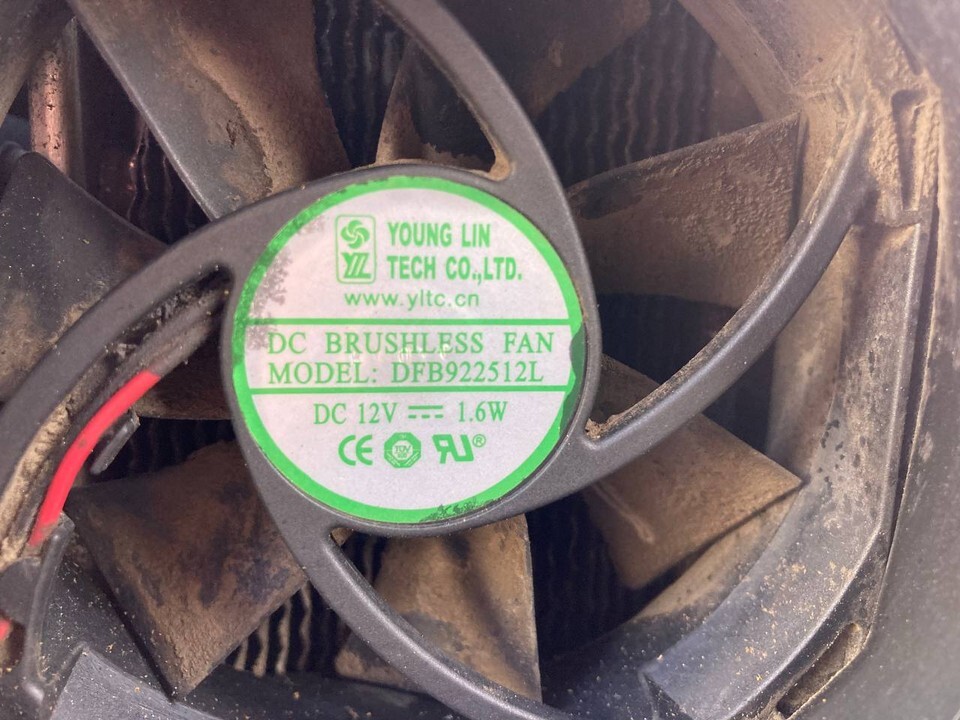 YOUNG LIN
TECH CO.,LTD.
www.yltc.cn
DC BRUSHLESS FAN
MODEL: DFB922512L
DC 12V ⎓ 1.6W